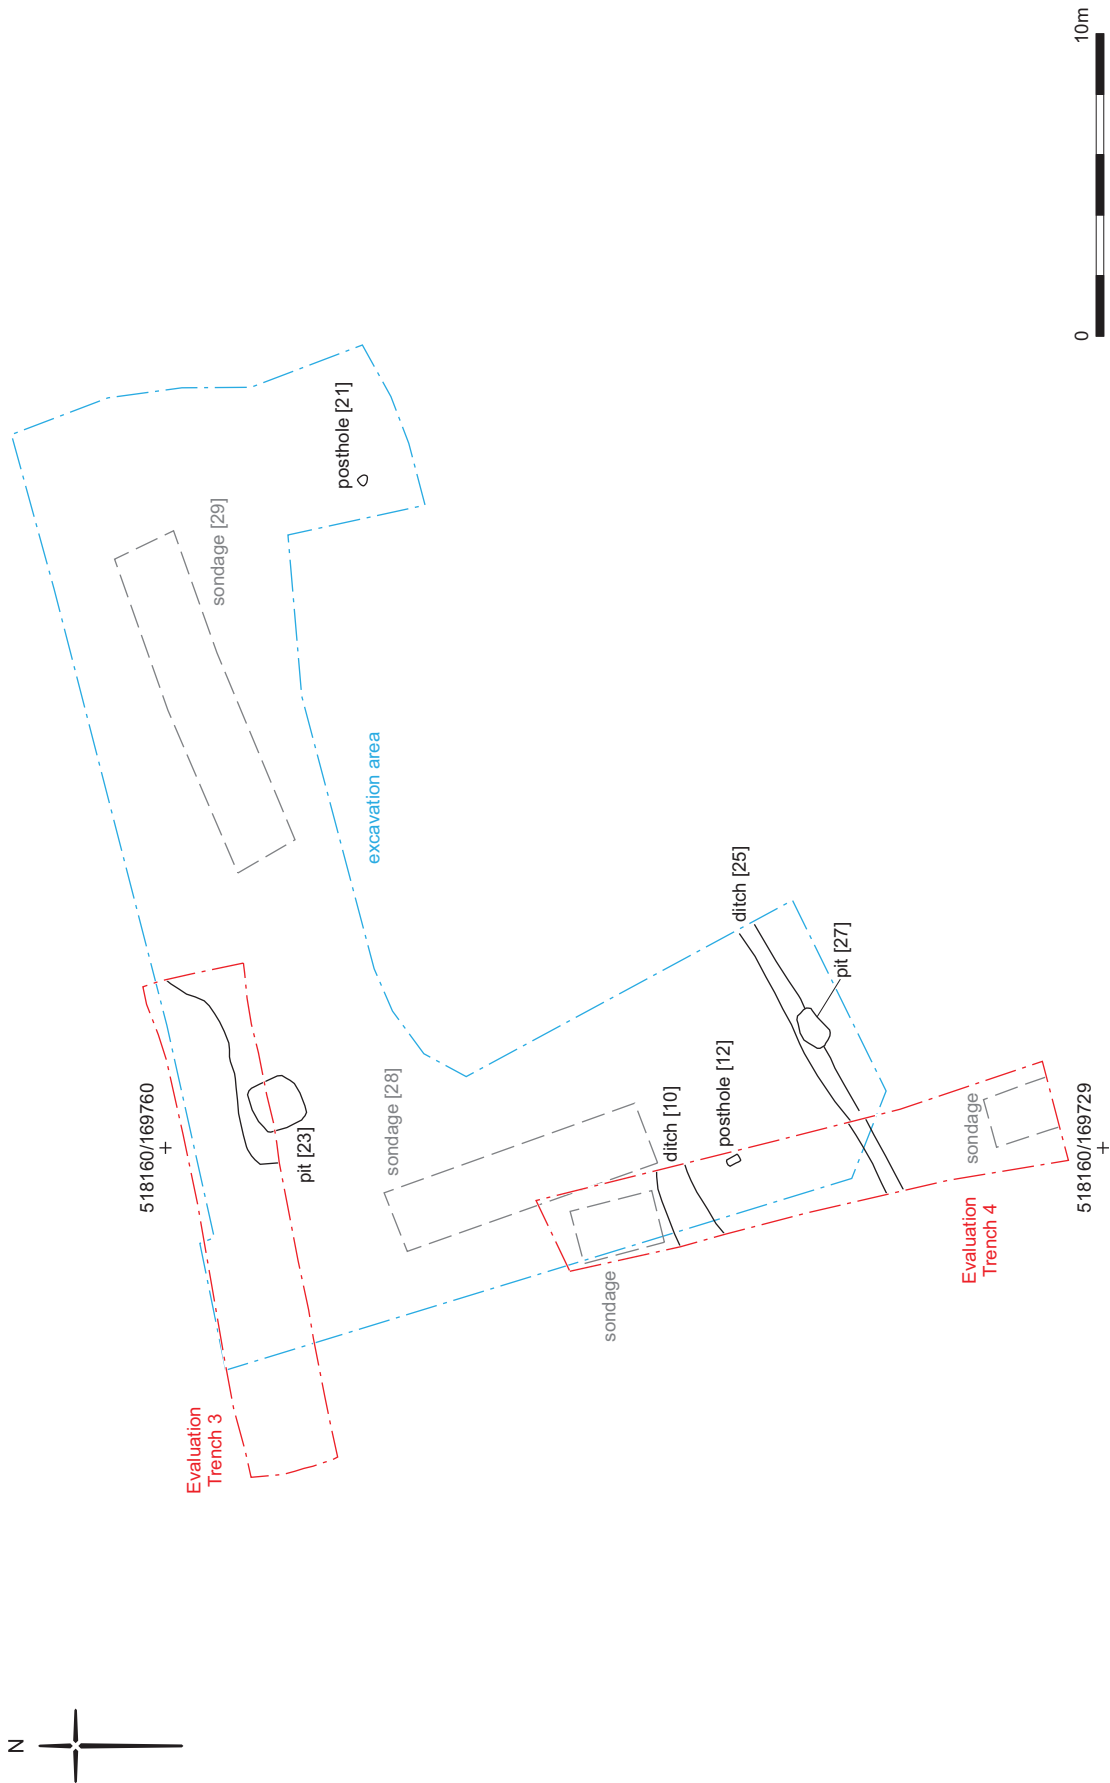 10m
0
posthole [21]
sondage [29]
excavation area
ditch [25]
pit [27]
518160/169760
pit [23]
sondage [28]
ditch [10]
posthole [12]
sondage
518160/169729
sondage
Evaluation
Trench 4
Evaluation
Trench 3
N